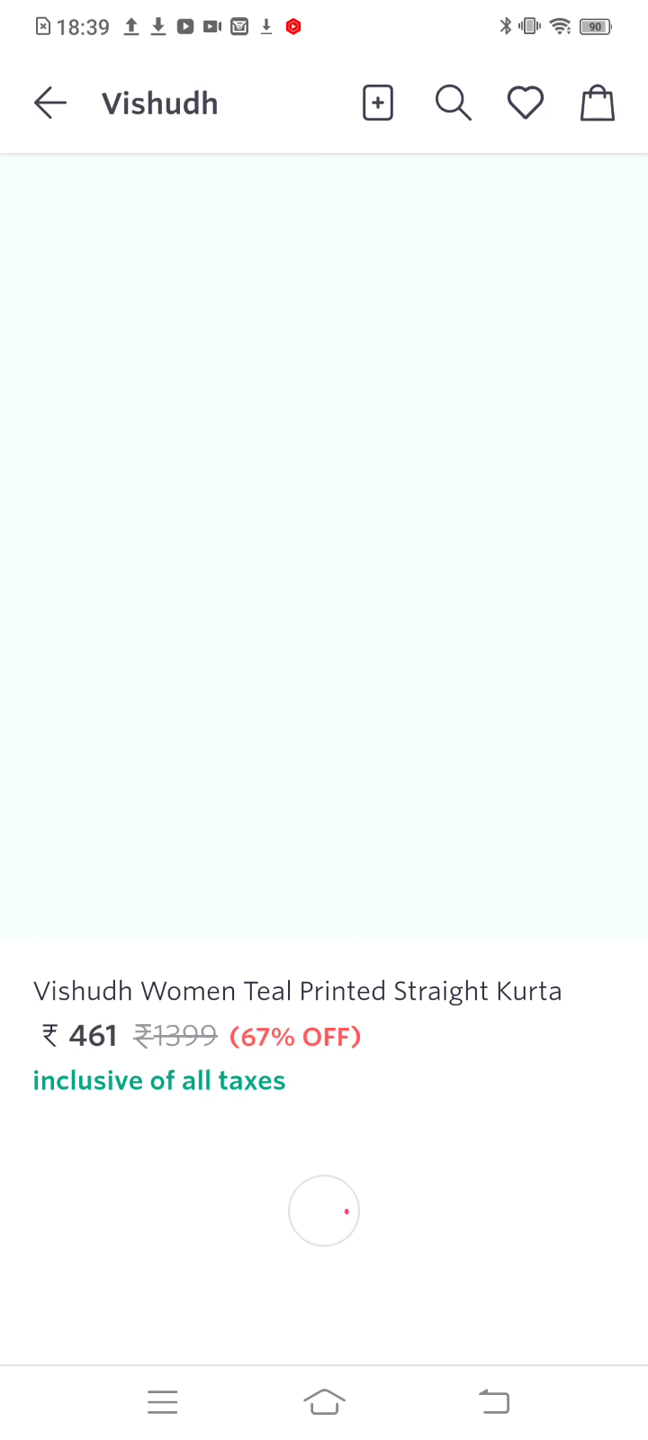 18:39
90
Vishudh
Vishudh Women Teal Printed Straight Kurta
₹ 461 ₹1399 (67% OFF)
inclusive of all taxes